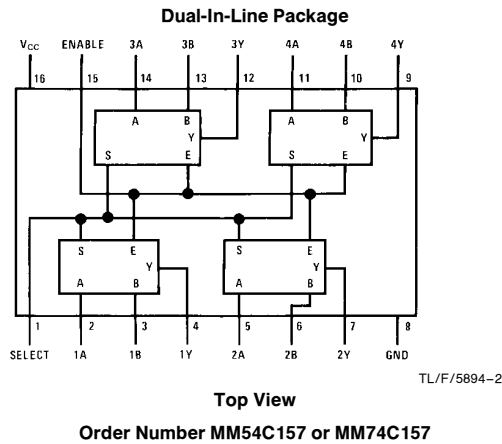 Dual-In-Line Package
VCC ENABLE 3A 3B 3Y 4A 4B 4Y
16 15 14 13 12 11 10 9
A B A B
Y Y
S E S E
S E S E
Y Y
A B A B
1 2 3 4 5 6 7 8
SELECT 1A 1B 1Y 2A 2B 2Y GND
TL/F/5894–2
Top View
Order Number MM54C157 or MM74C157